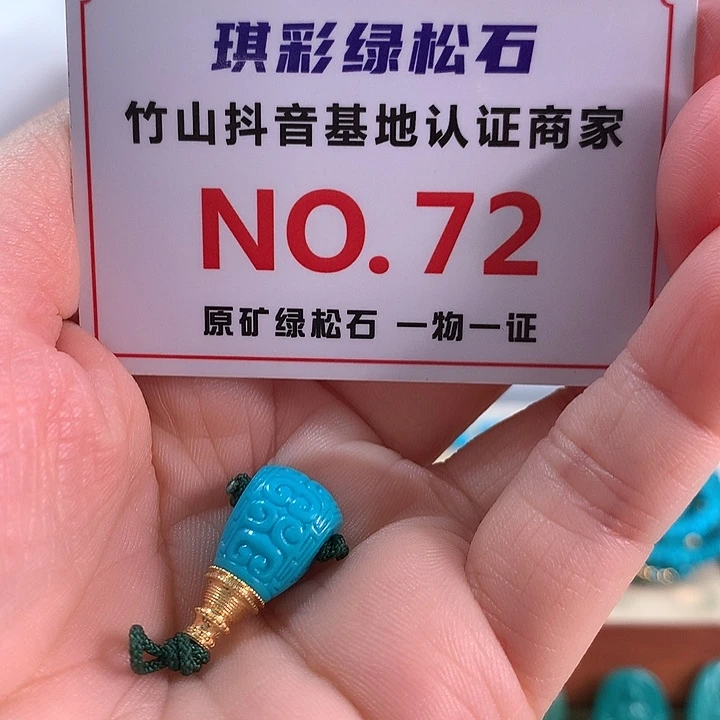 琪彩绿松石
竹山抖音基地认证商家
NO.72
原矿绿松石 一物一证